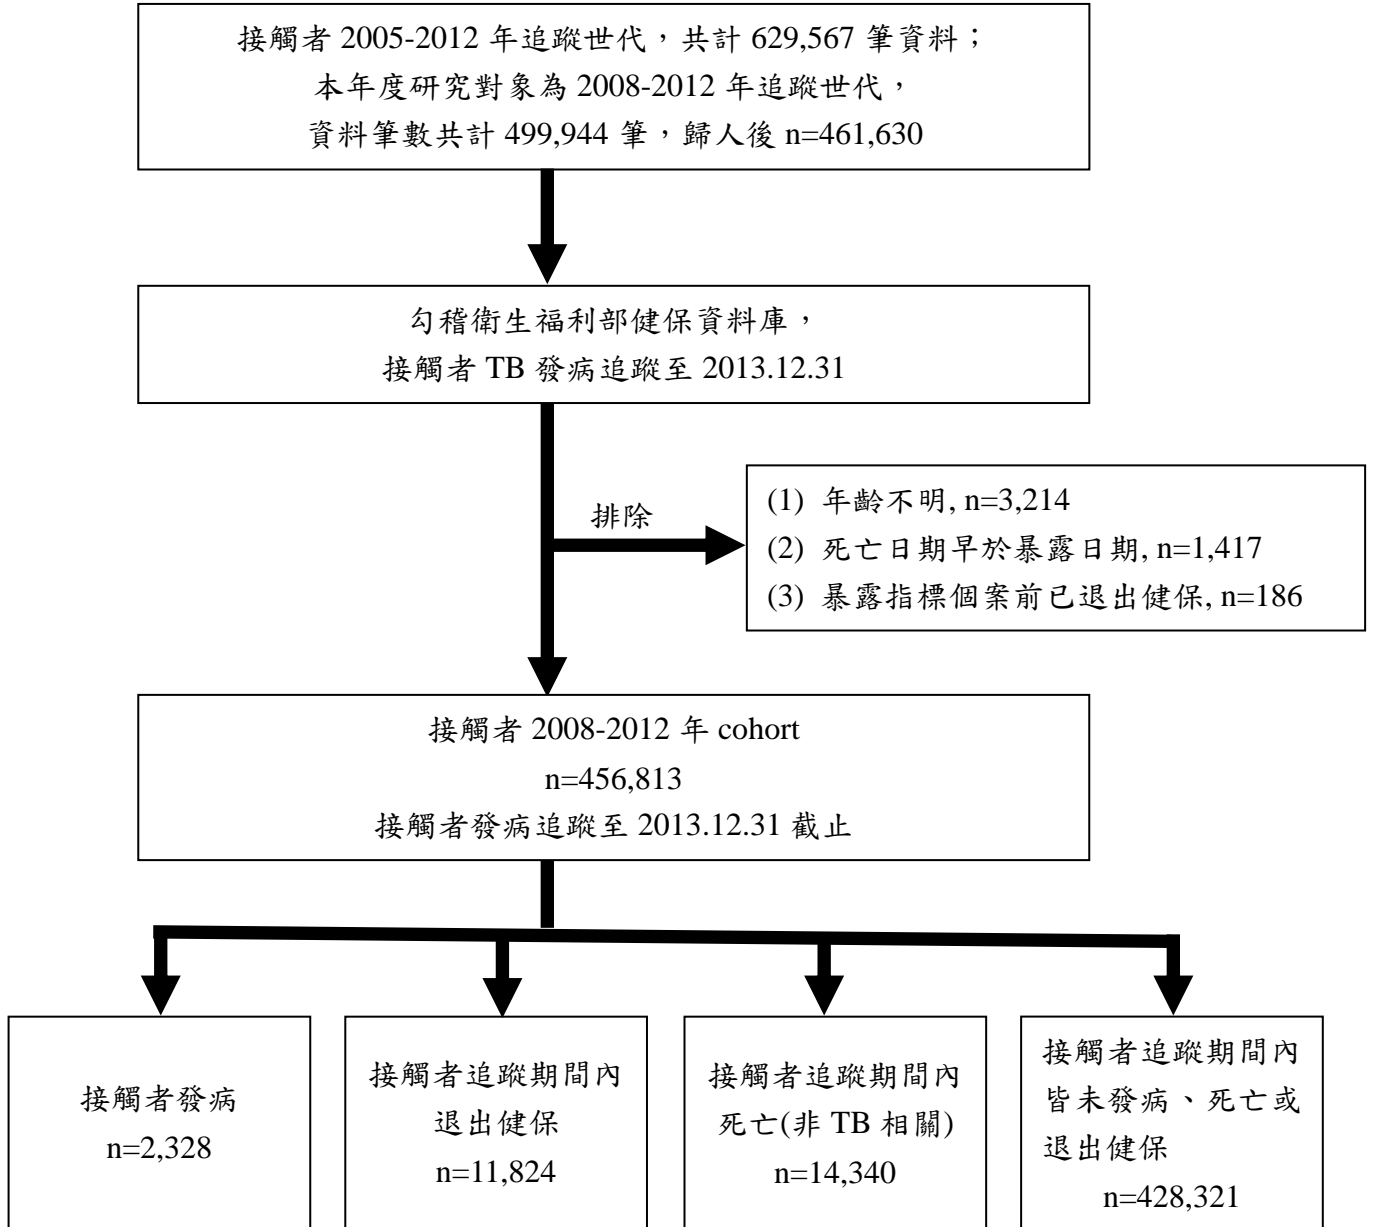 接觸者 2005-2012 年追蹤世代，共計 629,567 筆資料；
本年度研究對象為 2008-2012 年追蹤世代，
資料筆數共計 499,944 筆，歸人後 n=461,630
勾稽衛生福利部健保資料庫，
接觸者 TB 發病追蹤至 2013.12.31
排除
(1) 年齡不明, n=3,214
(2) 死亡日期早於暴露日期, n=1,417
(3) 暴露指標個案前已退出健保, n=186
接觸者 2008-2012 年 cohort
n=456,813
接觸者發病追蹤至 2013.12.31 截止
接觸者發病
n=2,328
接觸者追蹤期間內
退出健保
n=11,824
接觸者追蹤期間內
死亡(非 TB 相關)
n=14,340
接觸者追蹤期間內
皆未發病、死亡或
退出健保
n=428,321